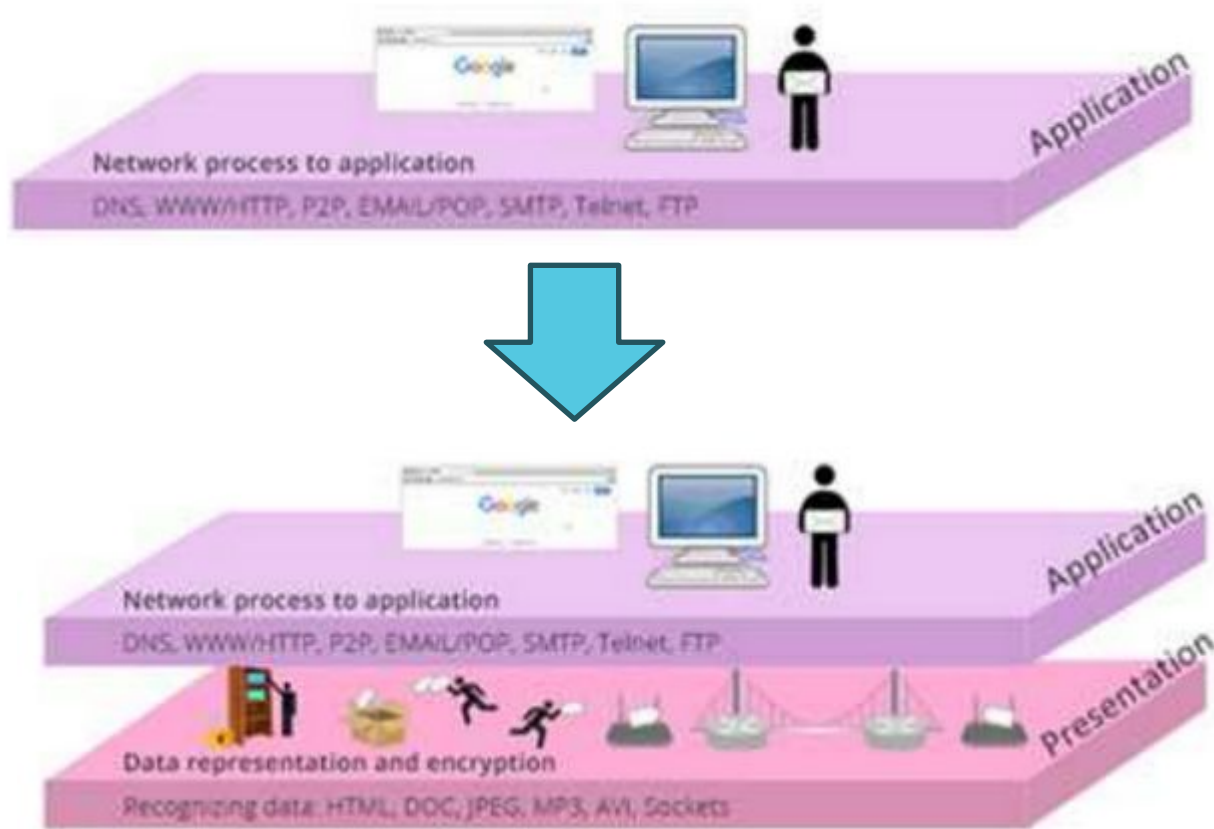 Google
Application
Network process to application
DNS, WWW/HTTP, P2P, EMAIL/POP, SMTP, Telnet, FTP
Google
Application
Network process to application
DNS, WWW/HTTP, P2P, EMAIL/POP, SMTP, Telnet, FTP
Presentation
Data representation and encryption
Recognizing data: HTML, DOC, JPEG, MP3, AVI, Sockets